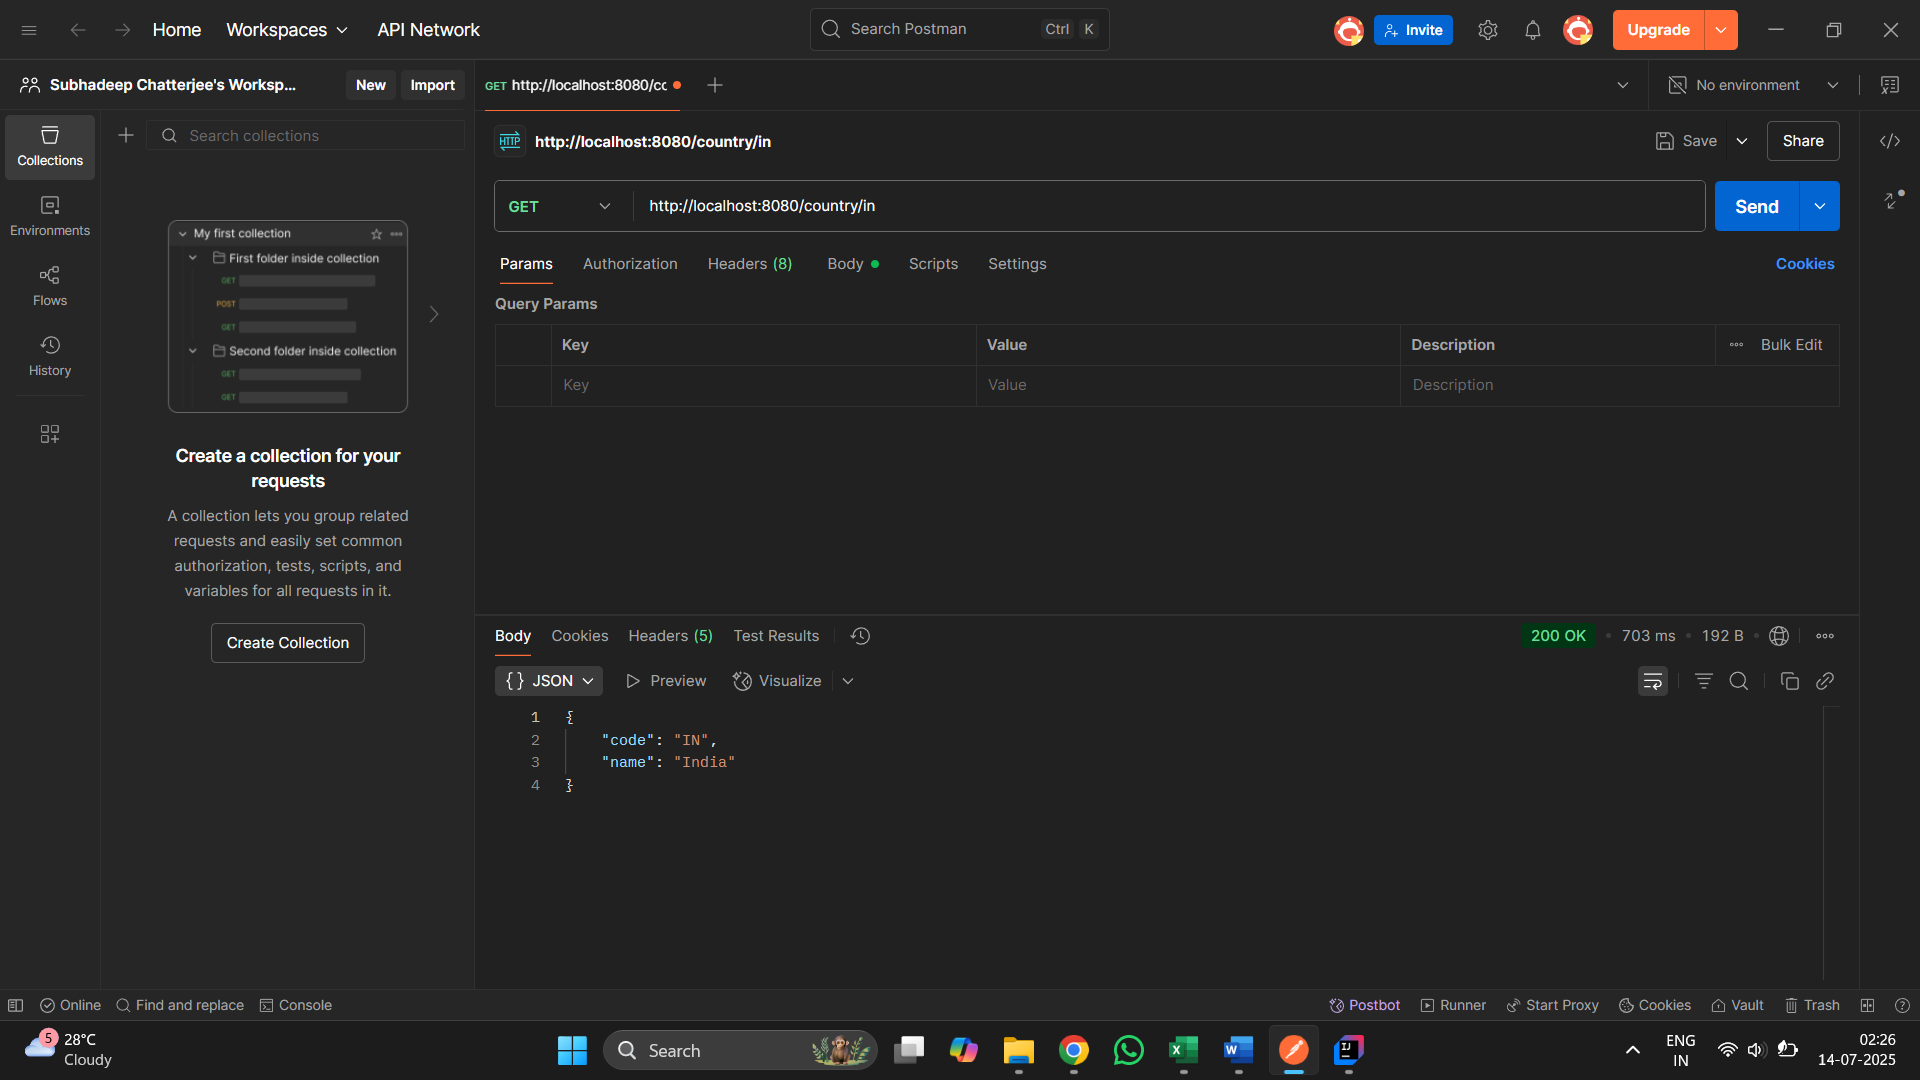 Home Workspaces API Network Search Postman Ctrl K Invite Upgrade
Subhadeep Chatterjee's Worksp... New Import GET http://localhost:8080/cc No environment
Collections
Environments
Flows
History
Search collections
My first collection
First folder inside collection
GET
POST
GET
Second folder inside collection
GET
GET
Create a collection for your
requests
A collection lets you group related
requests and easily set common
authorization, tests, scripts, and
variables for all requests in it.
Create Collection
HTTP http://localhost:8080/country/in Save Share
GET http://localhost:8080/country/in Send
Params Authorization Headers (8) Body Scripts Settings Cookies
Query Params
Key Value Description Bulk Edit
Key Value Description
Body Cookies Headers (5) Test Results 200 OK 703 ms 192 B
{} JSON Preview Visualize
1 {
2 "code": "IN",
3 "name": "India"
4 }
Online Find and replace Console Postbot Runner Start Proxy Cookies Vault Trash
5 28°C
Cloudy
Search
ENG
IN
02:26
14-07-2025